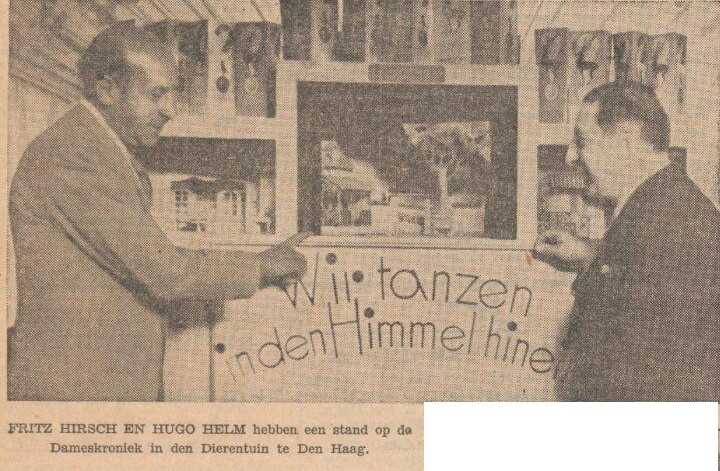 Wir tanzen
in den Himmel hinei
FRITZ HIRSCH EN HUGO HELM hebben een stand op de
Dameskroniek in den Dierentuin te Den Haag.